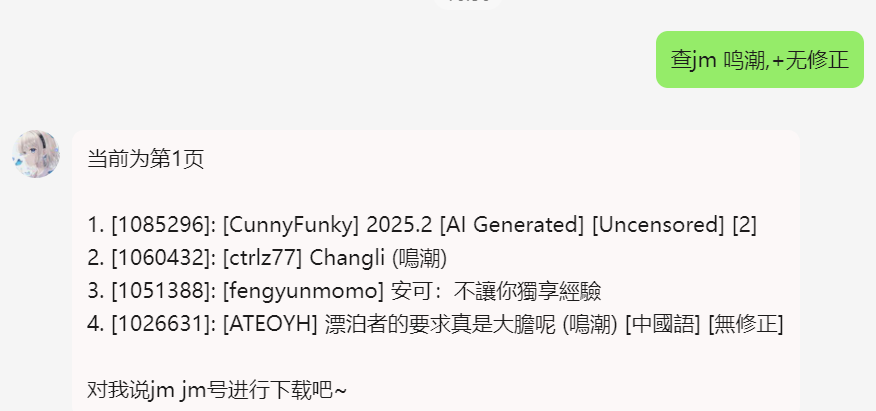 查jm 鸣潮,+无修正
当前为第1页
1. [1085296]: [CunnyFunky] 2025.2 [AI Generated] [Uncensored] [2]
2. [1060432]: [ctrlz77] Changli (鳴潮)
3. [1051388]: [fengyunmomo] 安可：不讓你獨享經驗
4. [1026631]: [ATEOYH] 漂泊者的要求真是大膽呢 (鳴潮) [中國語] [無修正]
对我说jm jm号进行下载吧~